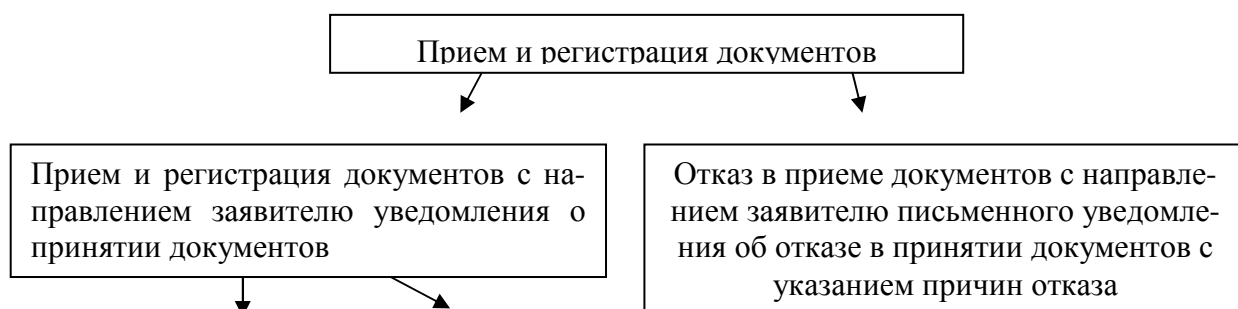 Прием и регистрация документов
Прием и регистрация документов с на-
правлением заявителю уведомления о
принятии документов
Отказ в приеме документов с направле-
нием заявителю письменного уведомле-
ния об отказе в принятии документов с
указанием причин отказа